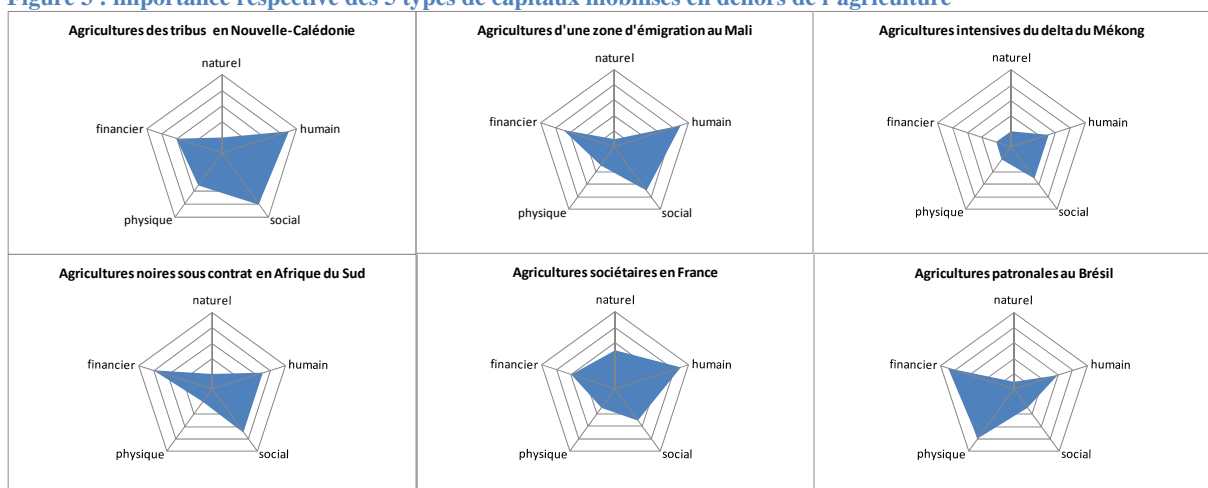 Figure 3 : importance respective des 5 types de capitaux mobilisés en dehors de l'agriculture
Agricultures des tribus en Nouvelle-Calédonie
naturel
financier
humain
physique
social
Agricultures d'une zone d'émigration au Mali
naturel
financier
humain
physique
social
Agricultures intensives du delta du Mékong
naturel
financier
humain
physique
social
Agricultures noires sous contrat en Afrique du Sud
naturel
financier
humain
physique
social
Agricultures sociétaires en France
naturel
financier
humain
physique
social
Agricultures patronales au Brésil
naturel
financier
humain
physique
social